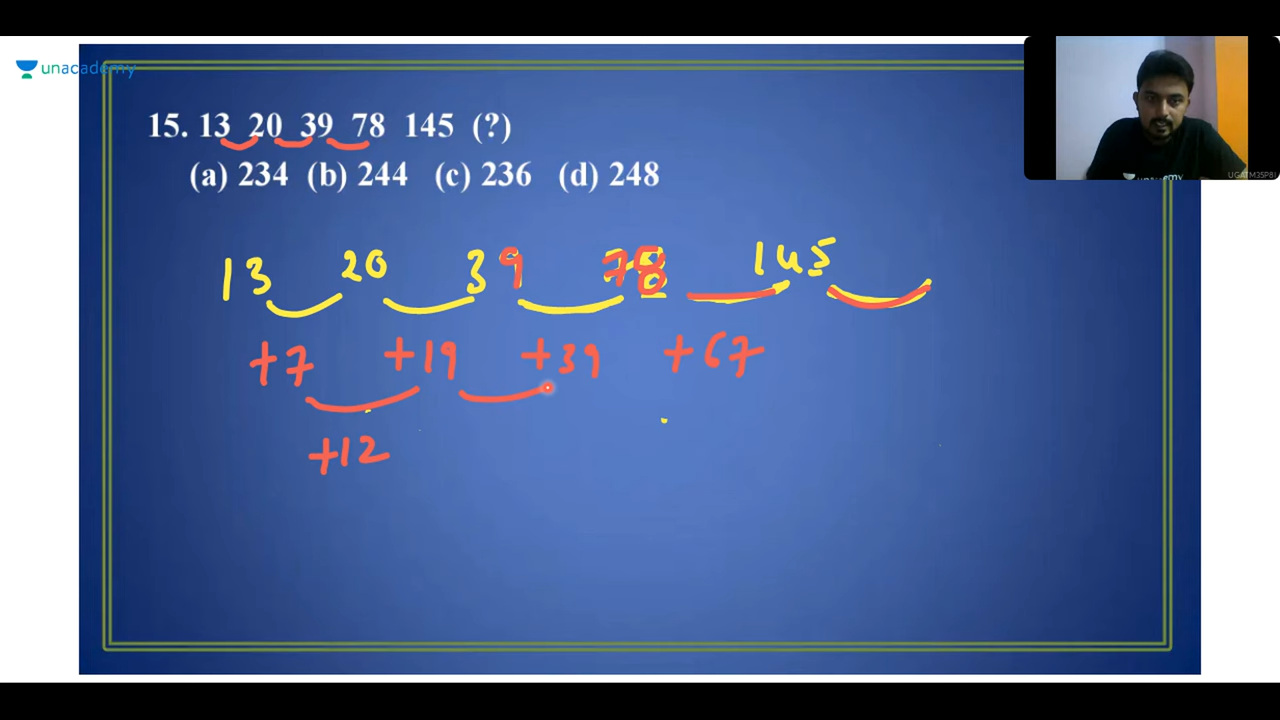 unacademy
15. 13 20 39 78 145 (?)
(a) 234 (b) 244 (c) 236 (d) 248
UGATM35P8I
13 20 39 78 145
+7 +19 +39 +67
+12